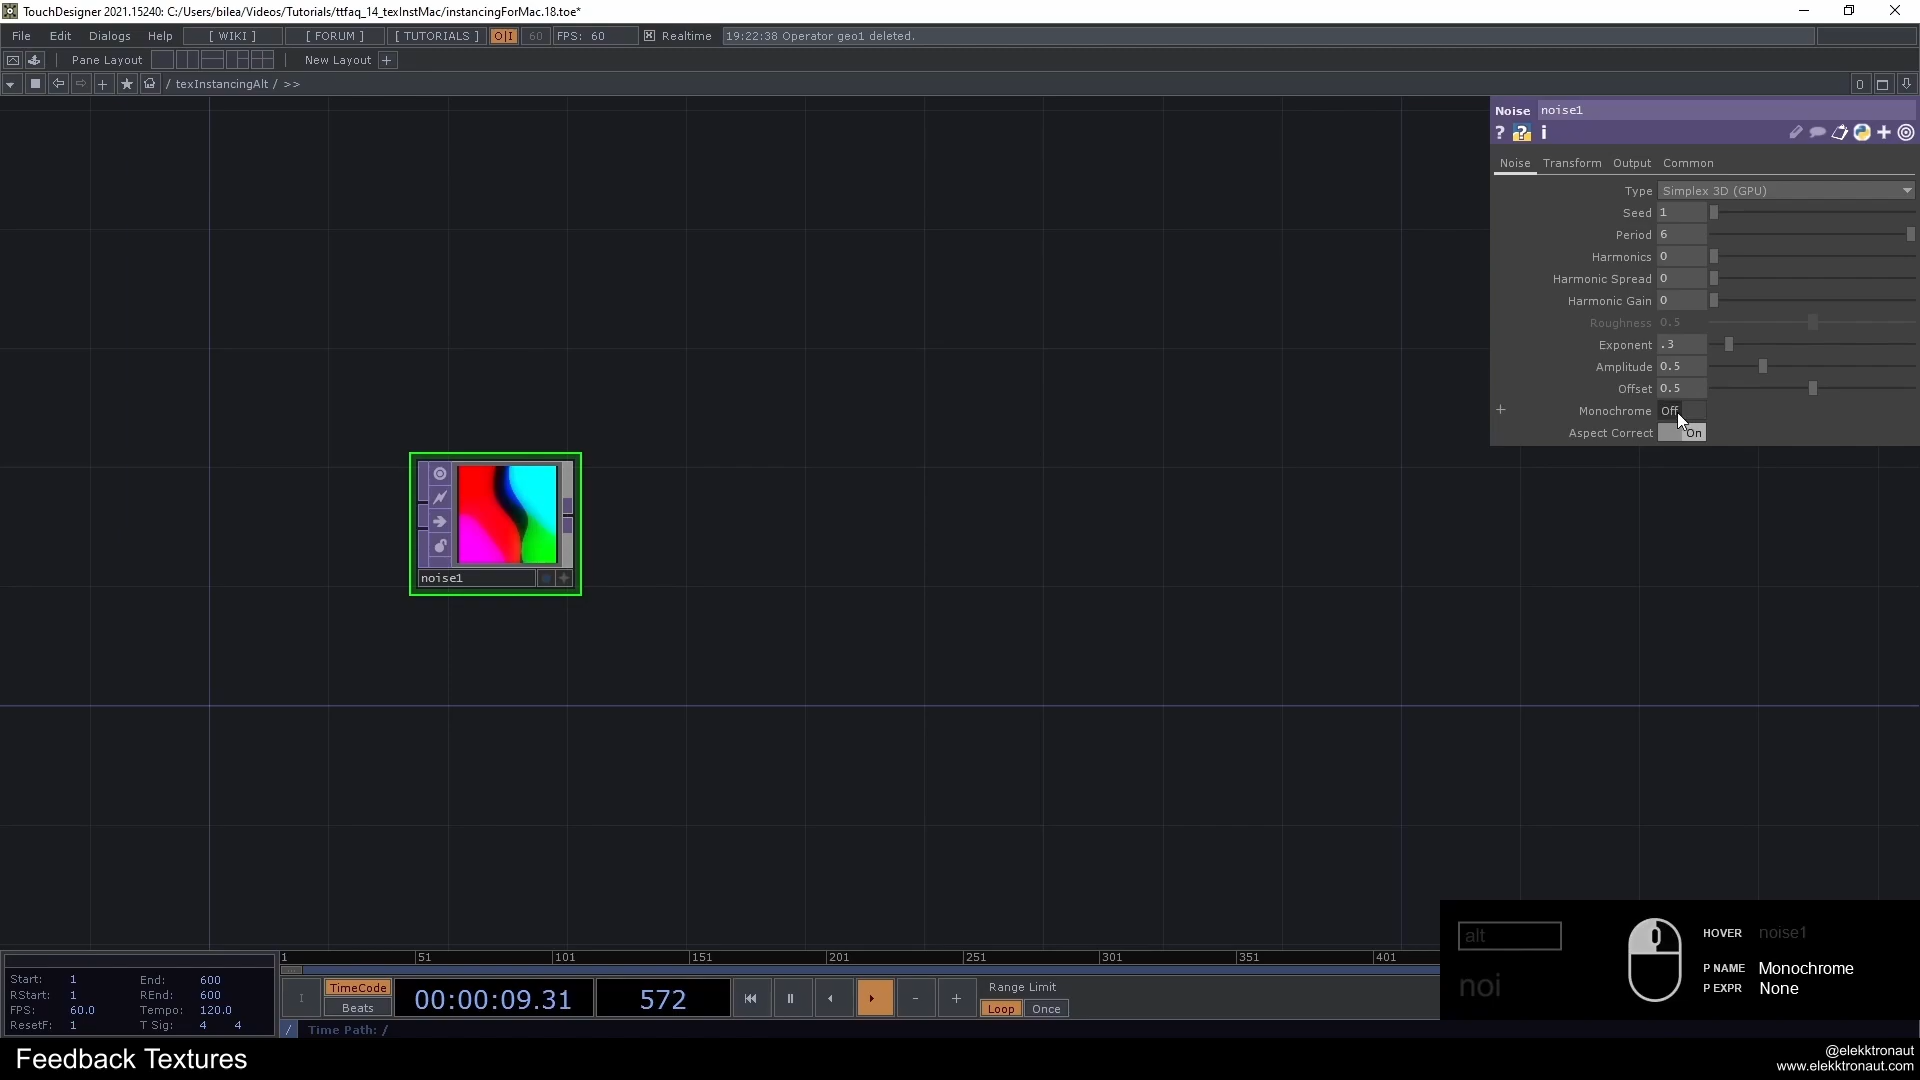 TouchDesigner 2021.15240: C:/Users/bilea/Videos/Tutorials/ttfaq_14_texInstMac/instancingForMac.18.toe*
File Edit Dialogs Help [ WIKI ] [ FORUM ] [ TUTORIALS ] O|I 60 FPS: 60 Realtime 19:22:38 Operator geo1 deleted.
Pane Layout New Layout +
/ texInstancingAlt / >> 0
Noise noise1
? ? i
Noise Transform Output Common
Type Simplex 3D (GPU)
Seed 1
Period 6
Harmonics 0
Harmonic Spread 0
Harmonic Gain 0
Roughness 0.5
Exponent .3
Amplitude 0.5
Offset 0.5
+ Monochrome Off
Aspect Correct On
noise1
alt
noi
HOVER noise1
P NAME Monochrome
P EXPR None
1 51 101 151 201 251 301 351 401
Start: 1 End: 600
RStart: 1 REnd: 600
FPS: 60.0 Tempo: 120.0
ResetF: 1 T Sig: 4 4
TimeCode
Beats
00:00:09.31 572
- +
Range Limit
Loop Once
/ Time Path: /
Feedback Textures
@elekktronaut
www.elekktronaut.com